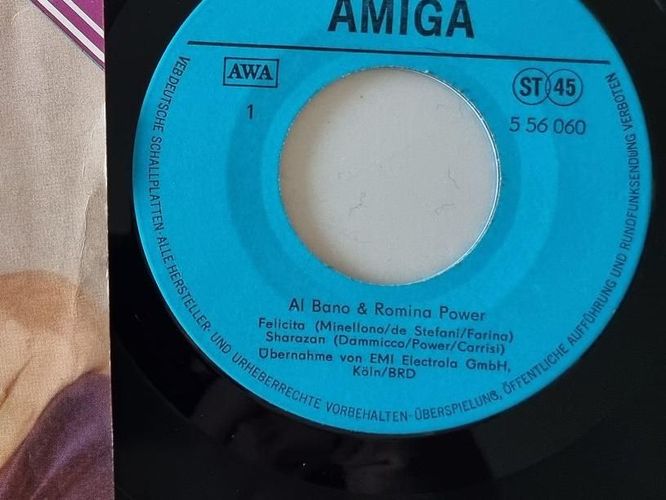 AMIGA
AWA
ST 45
1
5 56 060
Al Bano & Romina Power
Felicita (Minellono/de Stefani/Farina)
Sharazan (Dammicco/Power/Carrisi)
Übernahme von EMI Electrola GmbH,
Köln/BRD
VEB DEUTSCHE SCHALLPLATTEN · ALLE HERSTELLER- UND URHEBERRECHTE VORBEHALTEN · ÜBERSPIELUNG, ÖFFENTLICHE AUFFÜHRUNG UND RUNDFUNKSENDUNG VERBOTEN